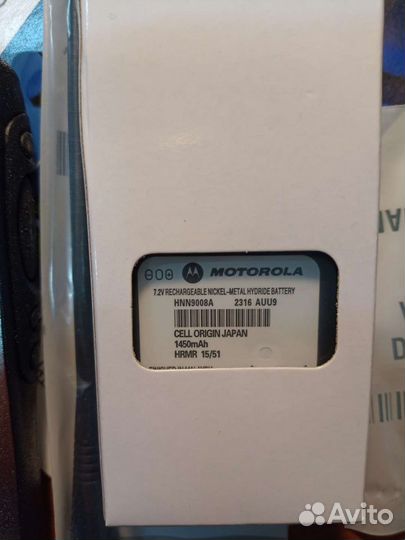 MOTOROLA
7.2V RECHARGEABLE NICKEL-METAL HYDRIDE BATTERY
HNN9008A 2316 AUU9
CELL ORIGIN JAPAN
1450mAh
HRMR 15/51
Avito